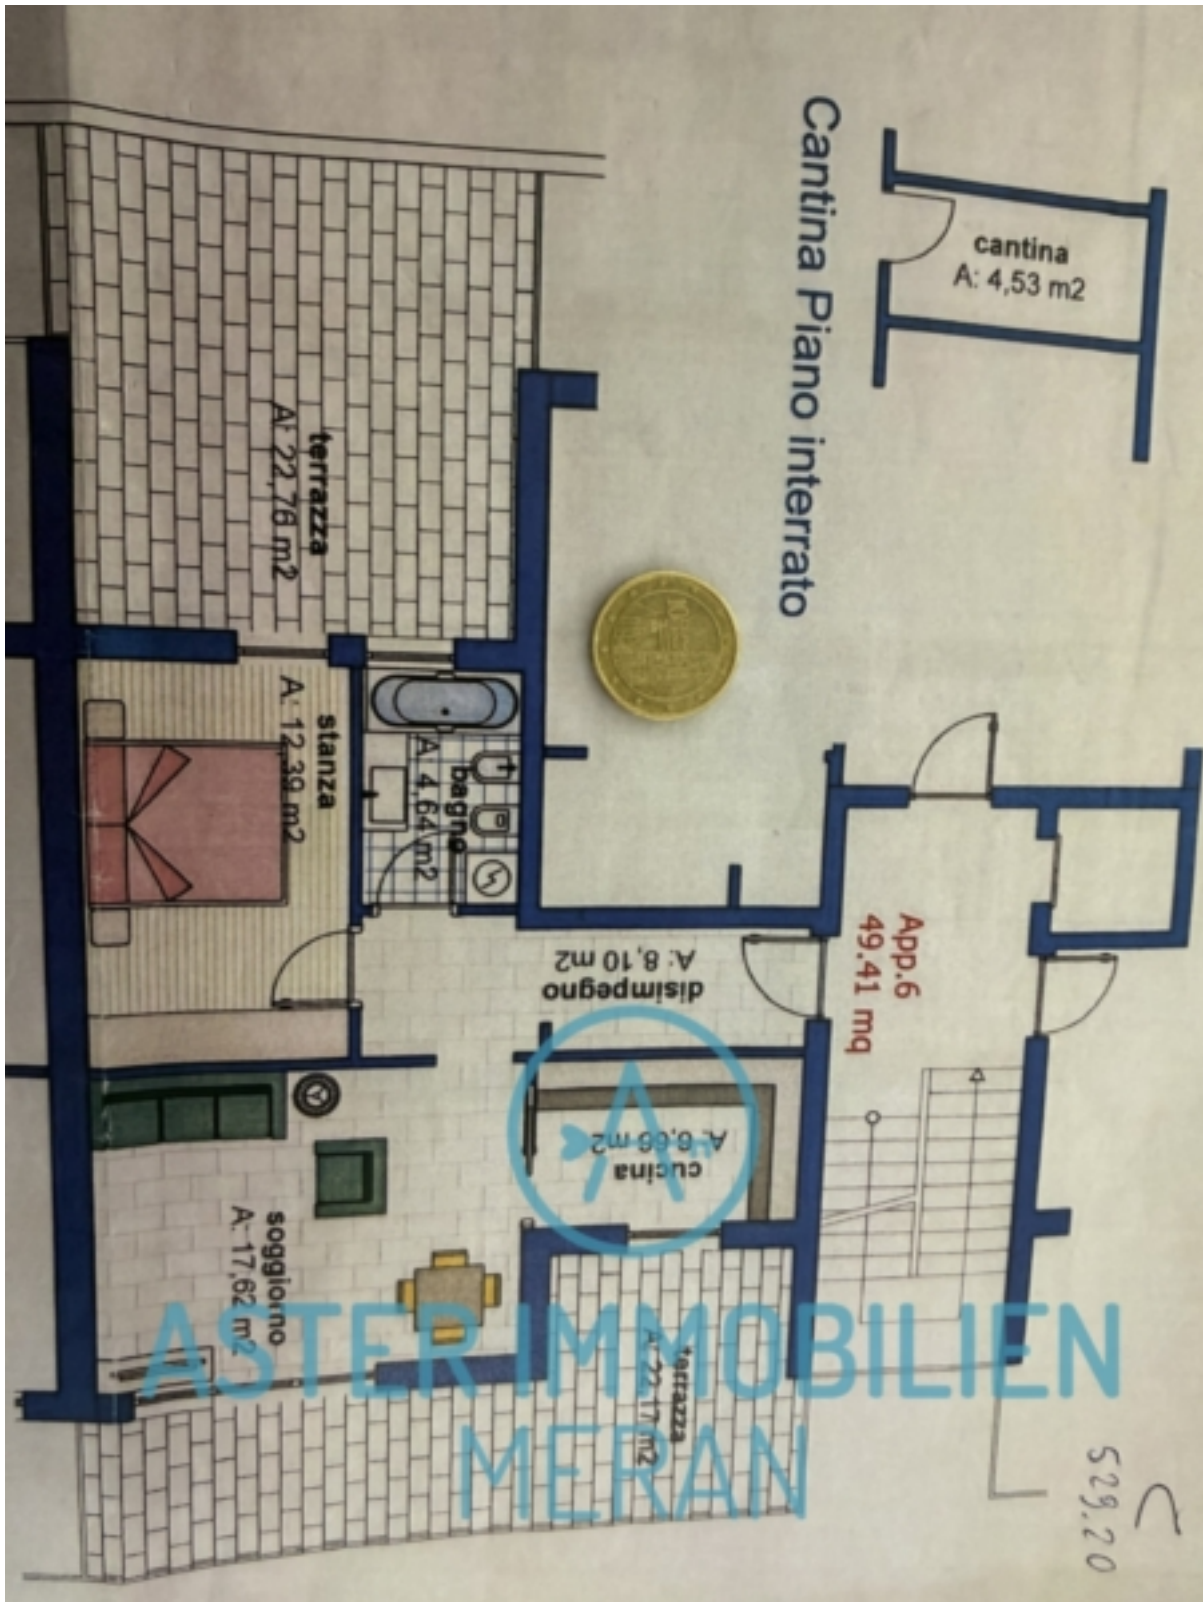 cantina
A: 4,53 m2
Cantina Piano interrato
terrazza
A: 22,76 m2
stanza
A: 12,39 m2
bagno
A: 4,64 m2
App.6
49.41 mq
disimpegno
A: 8,10 m2
cucina
A: 6,66 m2
soggiorno
A: 17,62 m2
terrazza
A: 22,17 m2
ASTER IMMOBILIEN
MERAN
529.20